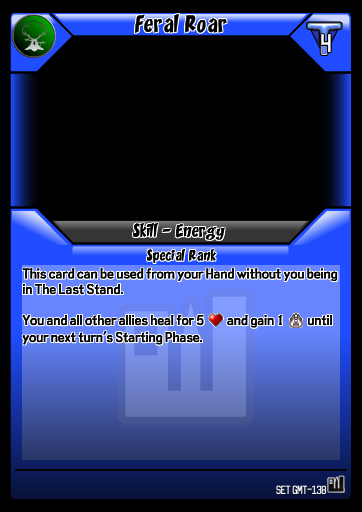 Feral Roar
4
Skill - Energy
Special Rank
This card can be used from your Hand without you being
in The Last Stand.
You and all other allies heal for 5 and gain 1 until
your next turn's Starting Phase.
SET GMT-138